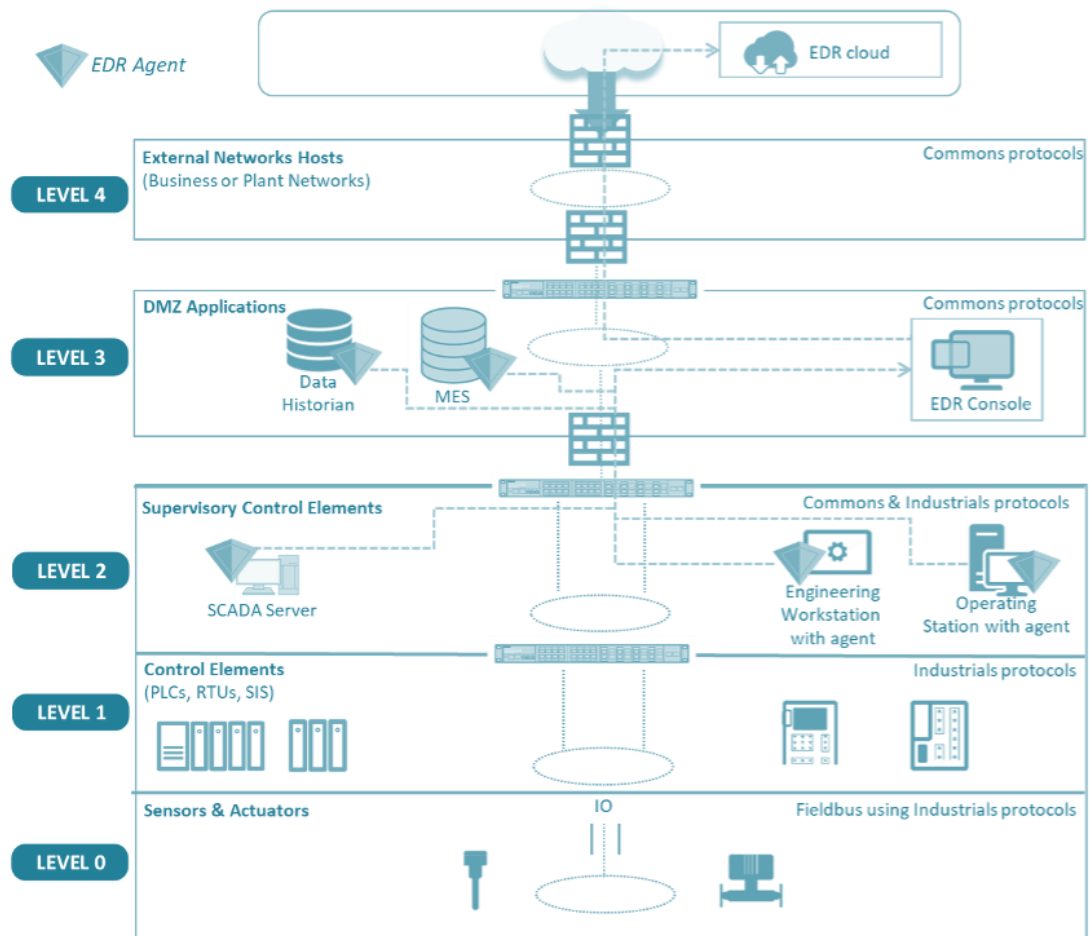 EDR Agent
EDR cloud
External Networks Hosts
(Business or Plant Networks)
Commons protocols
LEVEL 4
DMZ Applications
Commons protocols
LEVEL 3
Data
Historian
MES
EDR Console
Supervisory Control Elements
Commons & Industrials protocols
LEVEL 2
SCADA Server
Engineering
Workstation
with agent
Operating
Station with agent
Control Elements
(PLCs, RTUs, SIS)
Industrials protocols
LEVEL 1
Sensors & Actuators
IO
Fieldbus using Industrials protocols
LEVEL 0